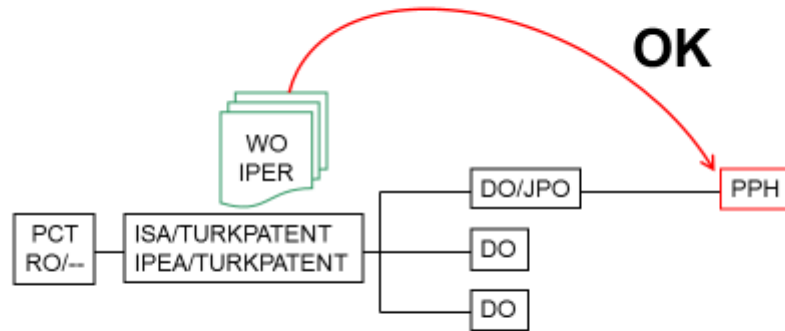 OK
WO
IPER
DO/JPO
PPH
PCT
RO/--
ISA/TURKPATENT
IPEA/TURKPATENT
DO
DO